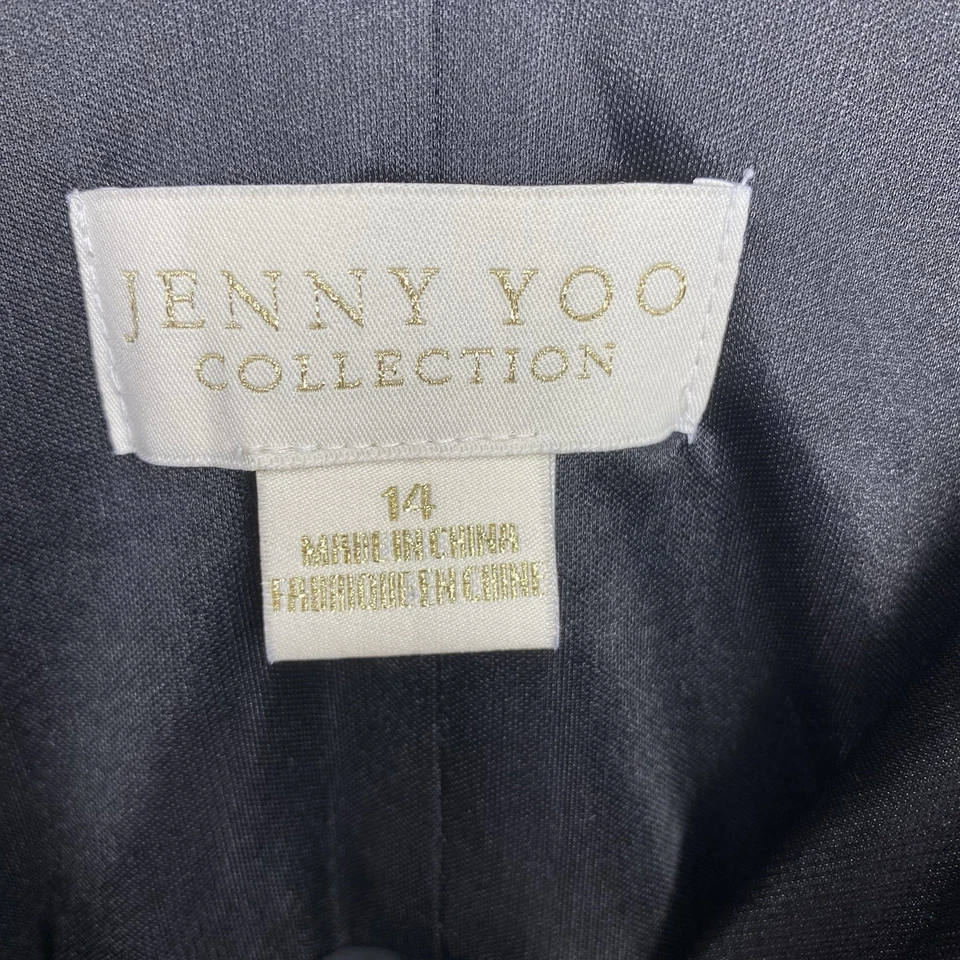 JENNY YOO
COLLECTION
14
MADE IN CHINA
FABRIQUE EN CHINE